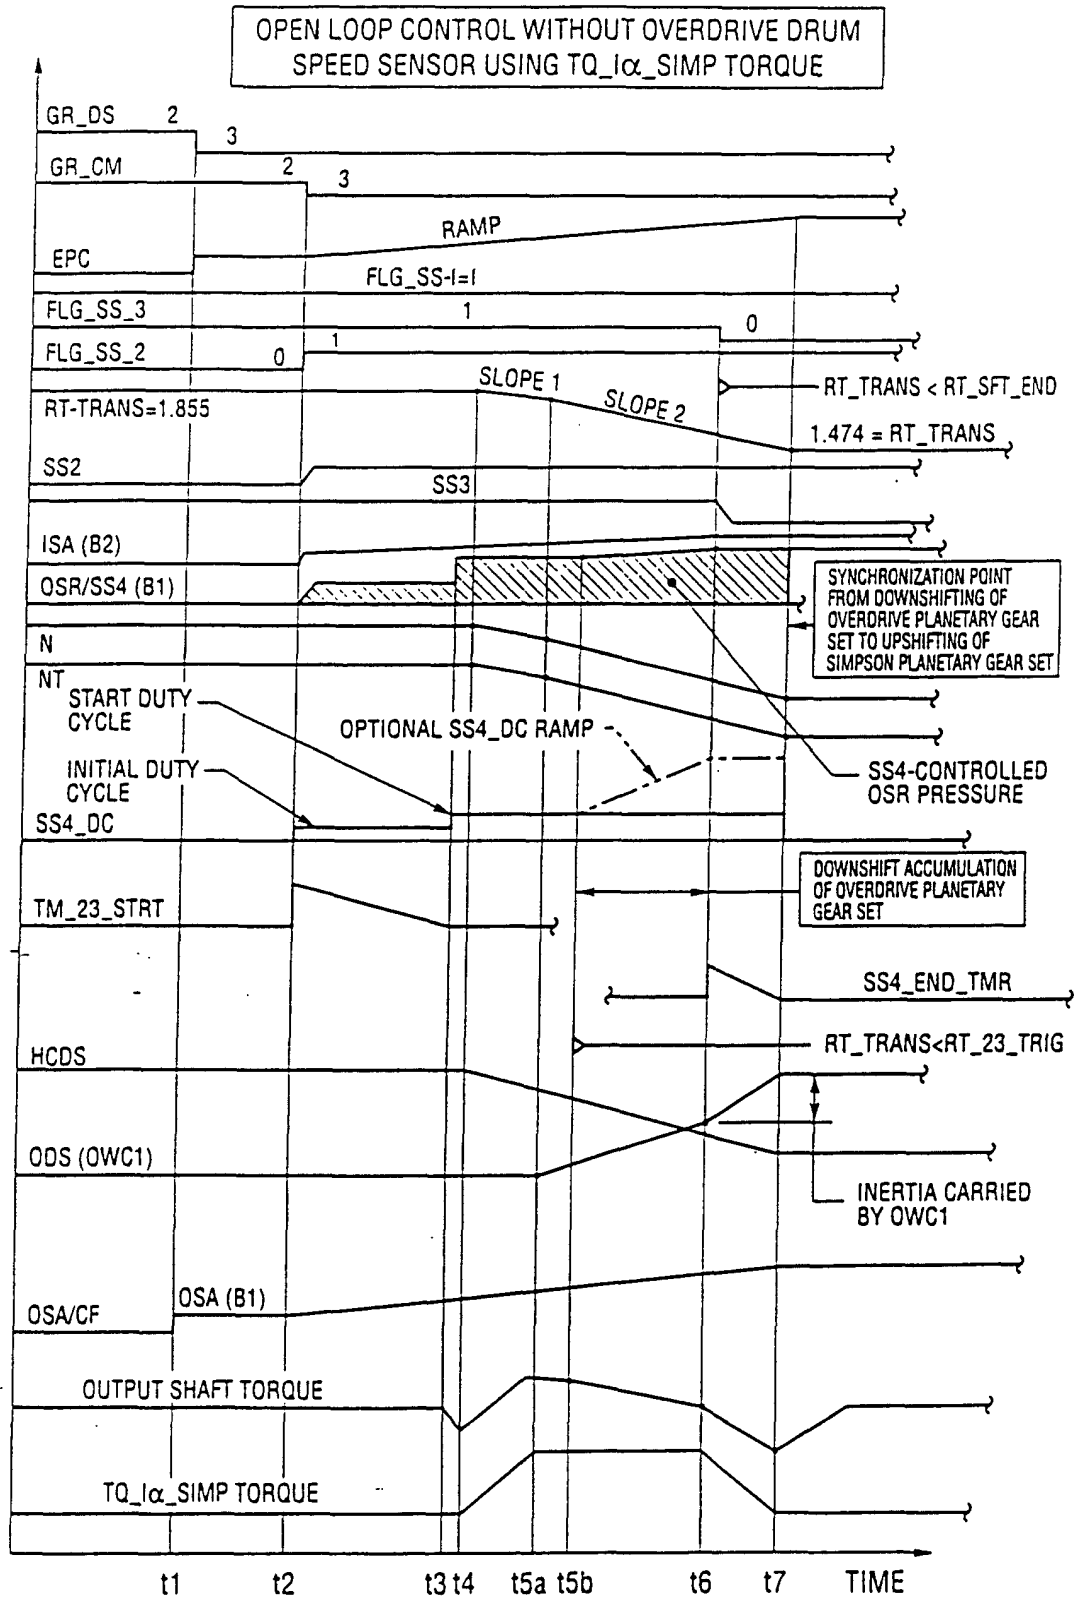 OPEN LOOP CONTROL WITHOUT OVERDRIVE DRUM
SPEED SENSOR USING TQ_Iα_SIMP TORQUE
GR_DS 2
3
GR_CM 2
3
RAMP
EPC
FLG_SS-I=I
FLG_SS_3 1
0
FLG_SS_2 0 1
SLOPE 1
RT_TRANS < RT_SFT_END
RT-TRANS=1.855
SLOPE 2
1.474 = RT_TRANS
SS2
SS3
ISA (B2)
OSR/SS4 (B1)
SYNCHRONIZATION POINT
FROM DOWNSHIFTING OF
OVERDRIVE PLANETARY GEAR
SET TO UPSHIFTING OF
SIMPSON PLANETARY GEAR SET
N
NT
START DUTY
CYCLE
OPTIONAL SS4_DC RAMP
INITIAL DUTY
CYCLE
SS4-CONTROLLED
OSR PRESSURE
SS4_DC
DOWNSHIFT ACCUMULATION
OF OVERDRIVE PLANETARY
GEAR SET
TM_23_STRT
SS4_END_TMR
RT_TRANS<RT_23_TRIG
HCDS
ODS (OWC1)
INERTIA CARRIED
BY OWC1
OSA (B1)
OSA/CF
OUTPUT SHAFT TORQUE
TQ_Iα_SIMP TORQUE
t1 t2 t3 t4 t5a t5b t6 t7 TIME